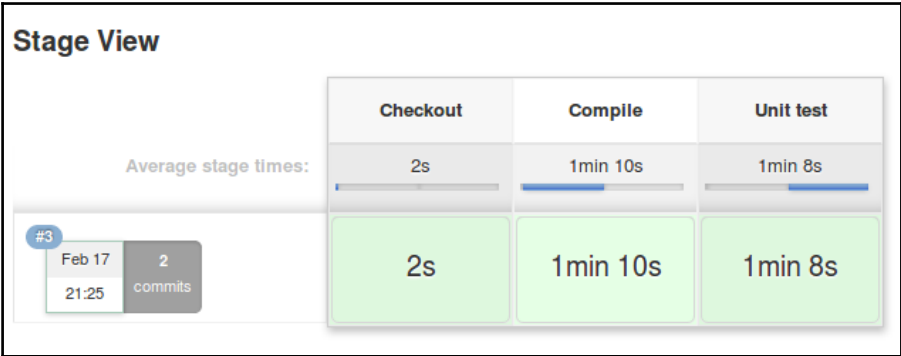 Stage View
Checkout Compile Unit test
Average stage times: 2s 1min 10s 1min 8s
#3
Feb 17 2
21:25 commits
2s 1min 10s 1min 8s